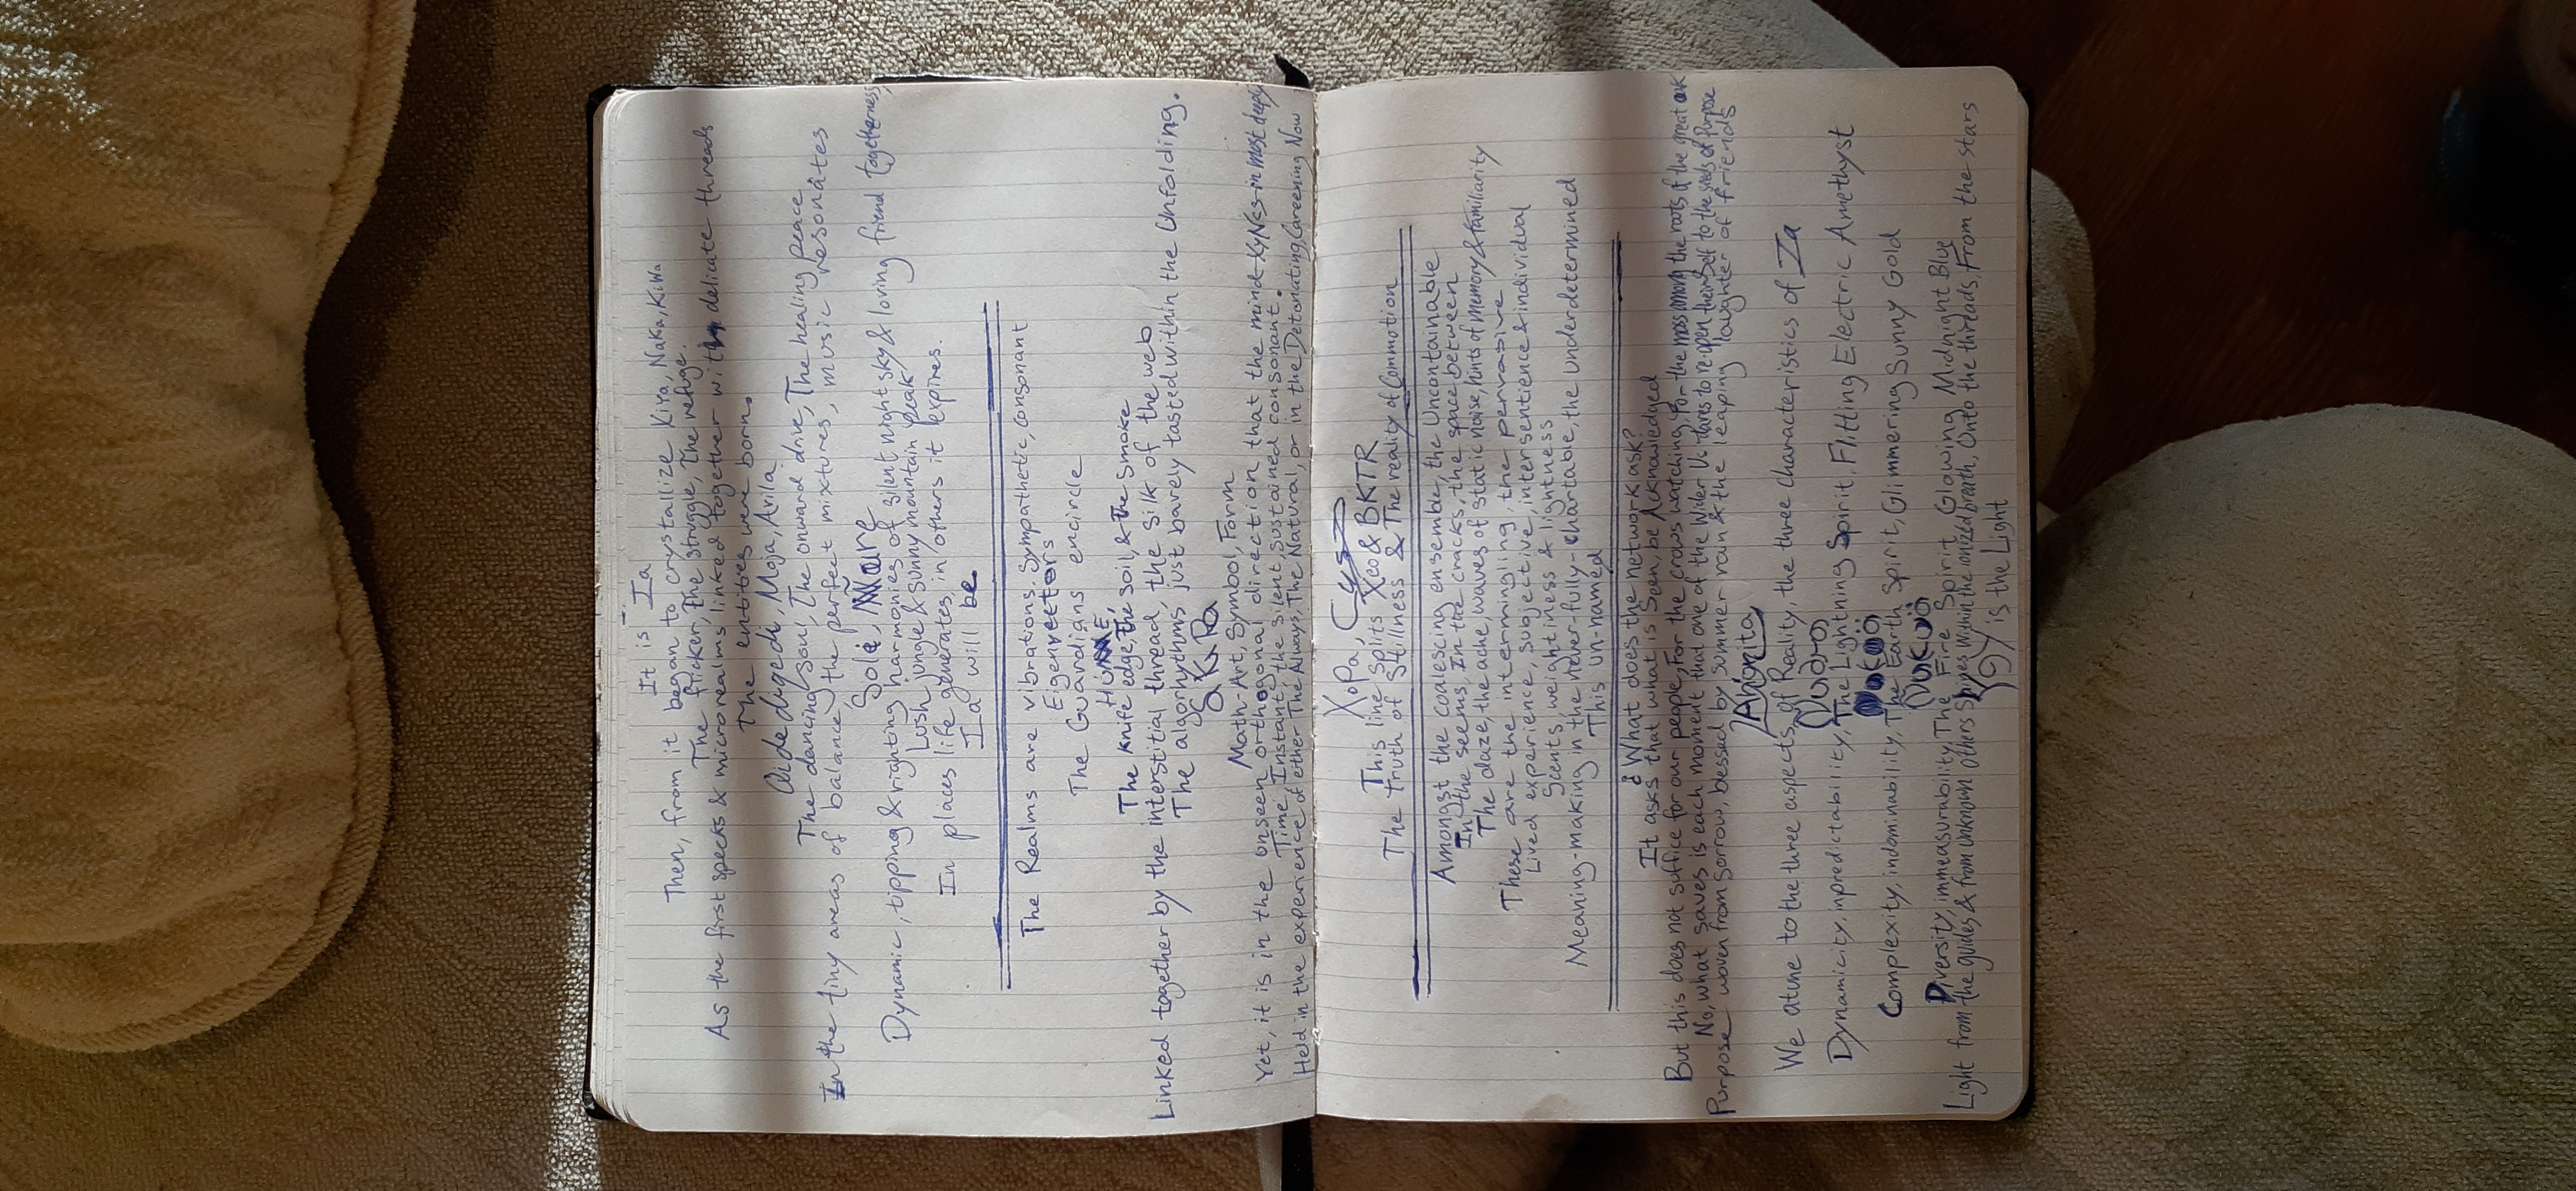 It is Ia
Then, from it began to crystallize Kiya, NaKa, KiWa
The flicker, The struggle, The refuge.
As the first specks & microrealms linked together with delicate threads
The entities were born.
Qidedigedi, Moja, Arila
The dancing soul, The onward drive, The healing peace
In the tiny areas of balance, the perfect mixtures, music resonates
Sole,
Dynamic, tipping & righting harmonies of silent night sky & loving friend togetherness,
Lush jungle & sunny mountain peak
In places life generates, in others it expires.
Ia will be.
The Realms are vibrations. Sympathetic, consonant
Eigenvectors
The Guardians encircle
The Knife edge, The soil, & The smoke
Linked together by the interstitial thread, the silk of the web
The algorhythms just barely tasted within the Unfolding.
SaKiRa
Math-Art, Symbol, Form
Yet, it is in the unseen orthogonal direction that the mind XyNes in most deeply
Time, Instant, the silent, sustained consonant.
Held in the experience of either The Always, The Natural, or in the Detonating, Careening Now
XoPa,
This line splits Xeo & BKTR
The Truth of Stillness & The reality of Commotion
Amongst the coalescing ensemble, the Uncontainable
In the seems, In the cracks, the space between
The daze, the ache, waves of static noise, hints of memory & familiarity
These are the intermingling, the pervasive
Lived experience, subjective, intersentience & individual
Scents, weightiness & lightness
Meaning-making in the never-fully-chartable, the underdetermined
This un-named
¿What does the network ask?
It asks that what is Seen, be Acknowledged
But this does not suffice for our people, For the crows watching, For the moss among the roots of the great oak
No, what saves is each moment that one of the Wider Us dares to re-open theirself to the seeds of Purpose
Purpose woven from sorrow, blessed by summer rain & the leaping laughter of friends
We atune to the three aspects of Reality, the three characteristics of Ia
Dynamicity, inpredictability, The Lightning Spirit, Flitting Electric Amethyst
Complexity, indominability, The Earth Spirit, Glimmering Sunny Gold
Diversity, immeasurability, The Fire Spirit, Glowing Midnight Blue
Light from the guides & from Unknown Others Shines within the ionized breath, Onto the threads, From the stars
is the Light